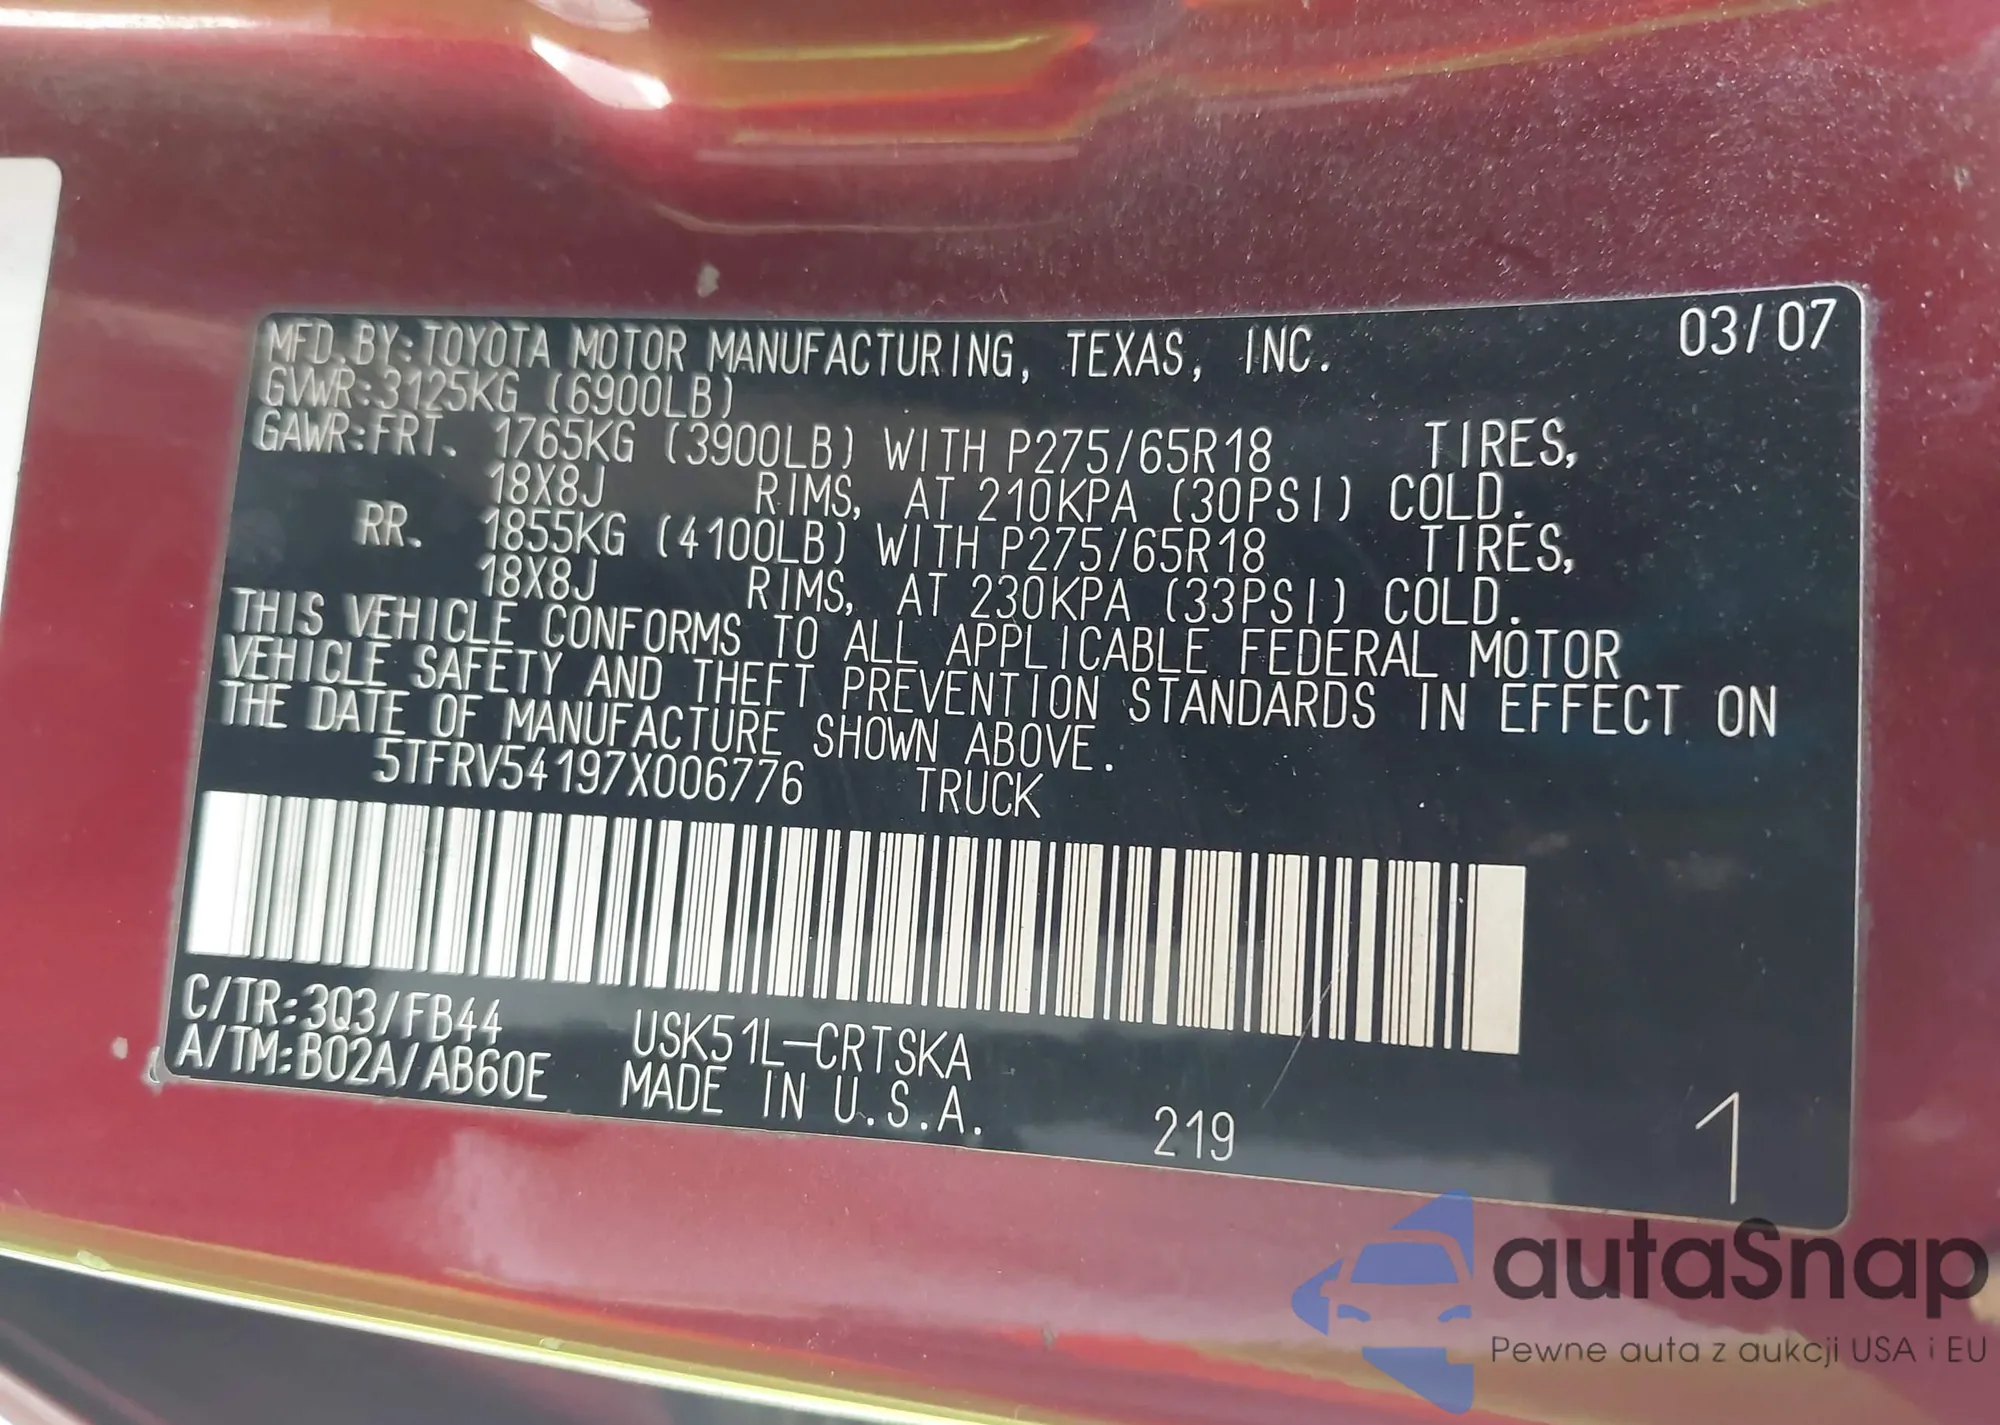 03/07
MFD.BY:TOYOTA MOTOR MANUFACTURING, TEXAS, INC.
GVWR:3125KG (6900LB)
GAWR:FRT. 1765KG (3900LB) WITH P275/65R18 TIRES,
18X8J RIMS, AT 210KPA (30PSI) COLD.
RR. 1855KG (4100LB) WITH P275/65R18 TIRES,
18X8J RIMS, AT 230KPA (33PSI) COLD.
THIS VEHICLE CONFORMS TO ALL APPLICABLE FEDERAL MOTOR
VEHICLE SAFETY AND THEFT PREVENTION STANDARDS IN EFFECT ON
THE DATE OF MANUFACTURE SHOWN ABOVE.
5TFRV54197X006776 TRUCK
C/TR:3Q3/FB44 USK51L-CRTSKA
A/TM:B02A/AB60E MADE IN U.S.A.
219 1
autaSnap
Pewne auta z aukcji USA i EU